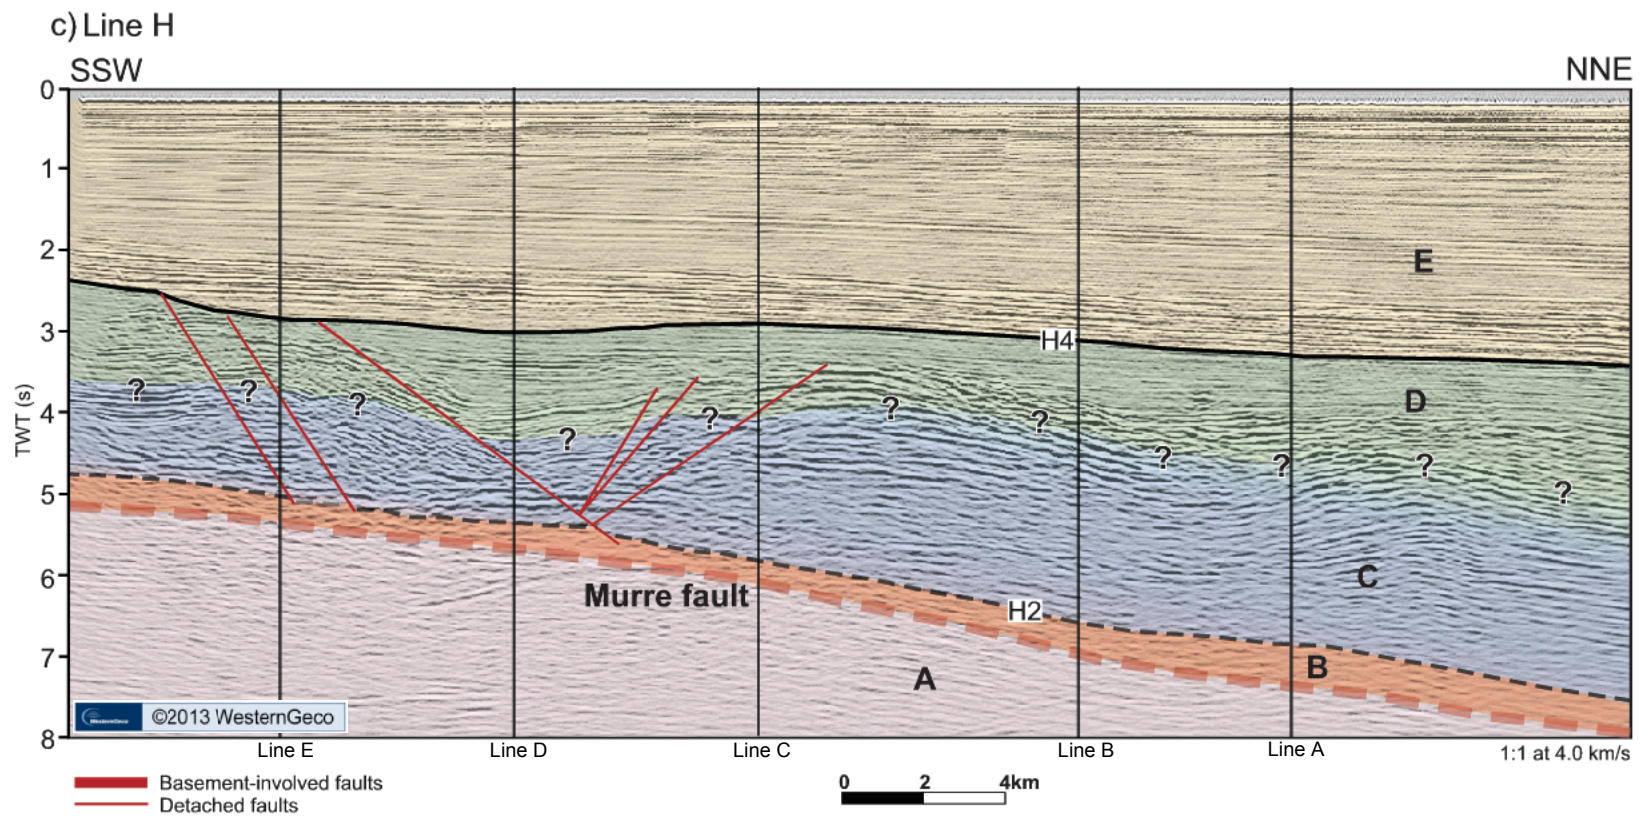 c) Line H
SSW
NNE
0
1
2
3
4
5
6
7
8
TWT (s)
E
H4
D
?
?
?
?
?
?
?
?
?
?
?
C
Murre fault
H2
B
A
WesternGeco
©2013 WesternGeco
Line E
Line D
Line C
Line B
Line A
1:1 at 4.0 km/s
Basement-involved faults
Detached faults
0
2
4km